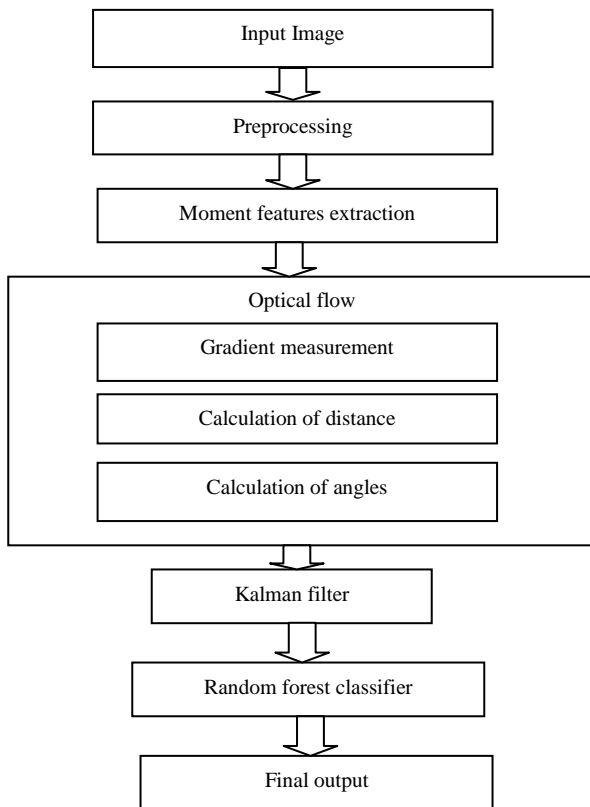 Input Image
Preprocessing
Moment features extraction
Optical flow
Gradient measurement
Calculation of distance
Calculation of angles
Kalman filter
Random forest classifier
Final output